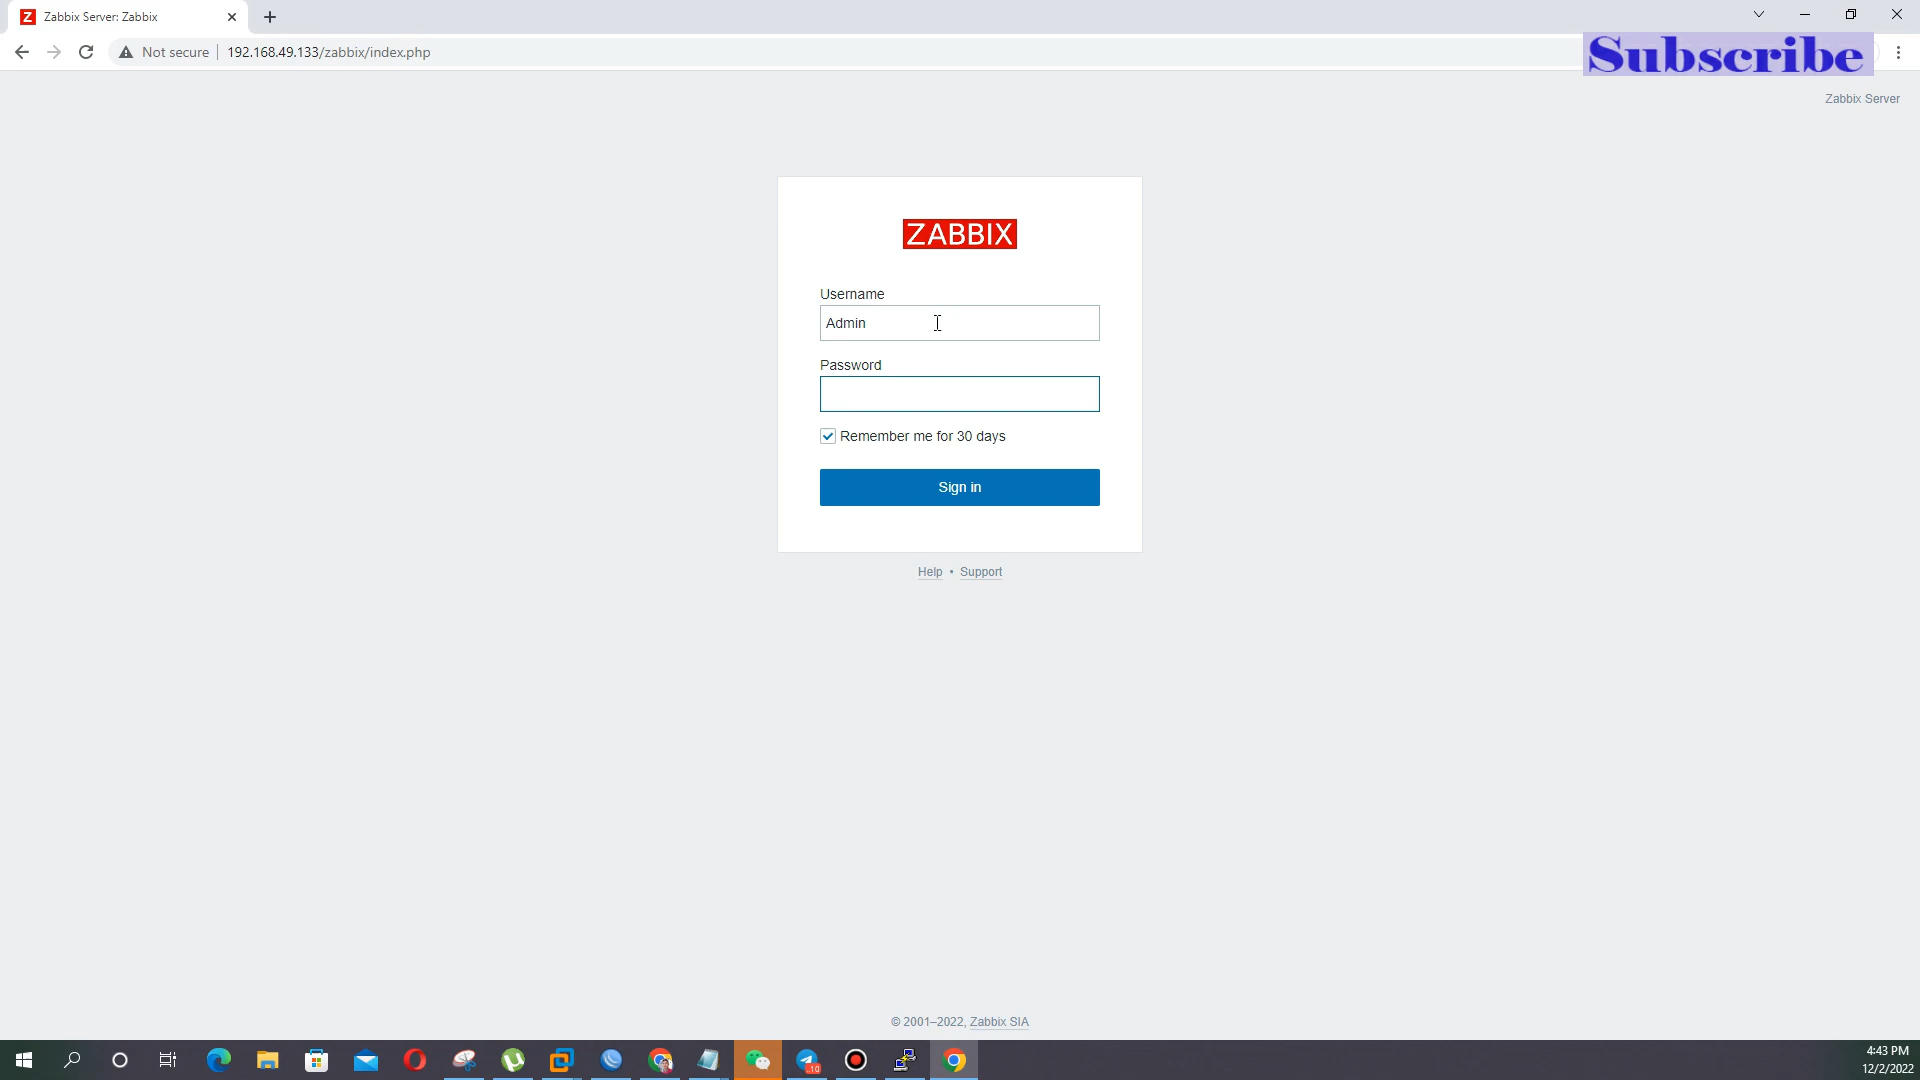 Zabbix Server: Zabbix
Not secure 192.168.49.133/zabbix/index.php
Subscribe
Zabbix Server
ZABBIX
Username
Admin
Password
Remember me for 30 days
Sign in
Help • Support
© 2001–2022, Zabbix SIA
10
4:43 PM
12/2/2022